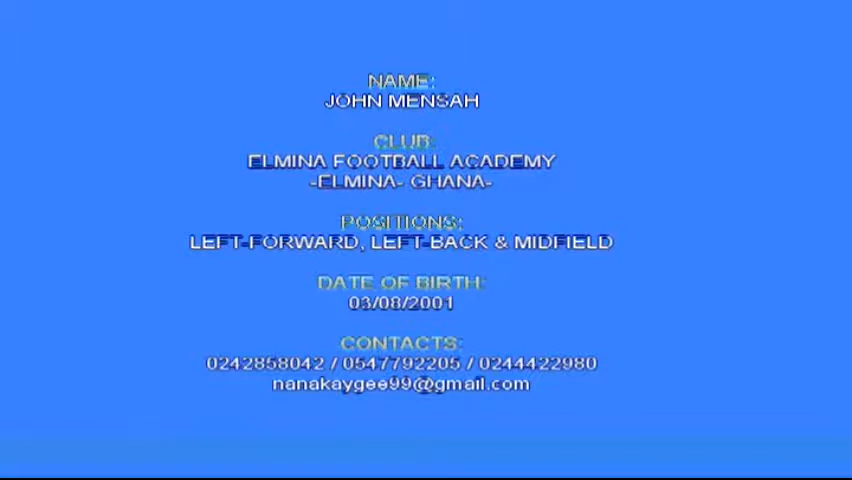 NAME:
JOHN MENSAH
CLUB:
ELMINA FOOTBALL ACADEMY
-ELMINA- GHANA-
POSITIONS:
LEFT-FORWARD, LEFT-BACK & MIDFIELD
DATE OF BIRTH:
03/08/2001
CONTACTS:
0242858042 / 0547792205 / 0244422980
nanakaygee99@gmail.com